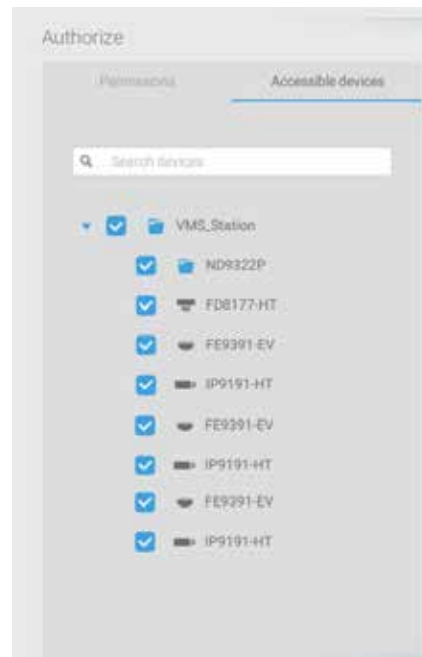 Authorize
Permissions Accessible devices
Search devices
VMS_Station
ND9322P
FD8177-HT
FE9391-EV
IP9191-HT
FE9391-EV
IP9191-HT
FE9391-EV
IP9191-HT